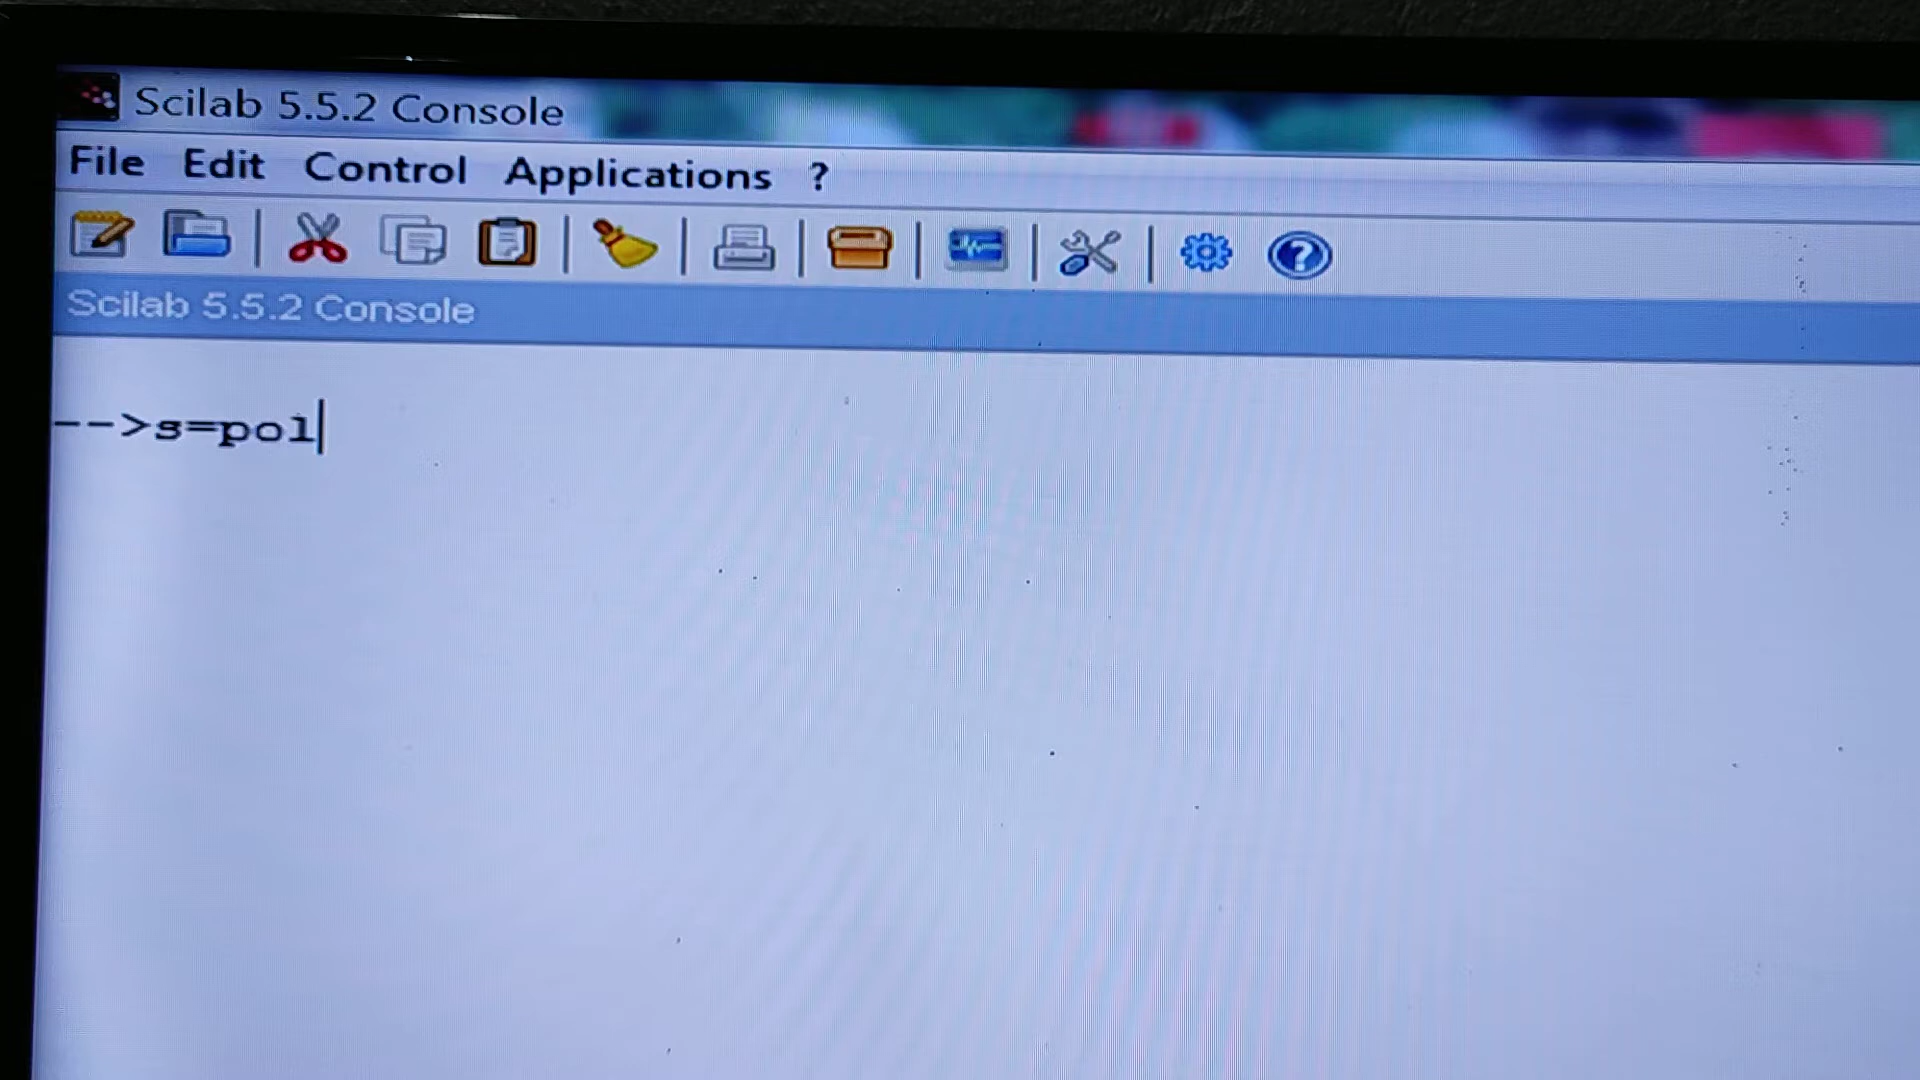 Scilab 5.5.2 Console
File Edit Control Applications ?
Scilab 5.5.2 Console
-->s=pol